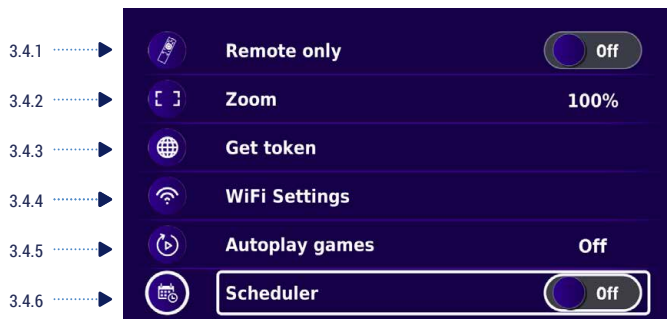 3.4.1 Remote only Off
3.4.2 Zoom 100%
3.4.3 Get token
3.4.4 WiFi Settings
3.4.5 Autoplay games Off
3.4.6 Scheduler Off